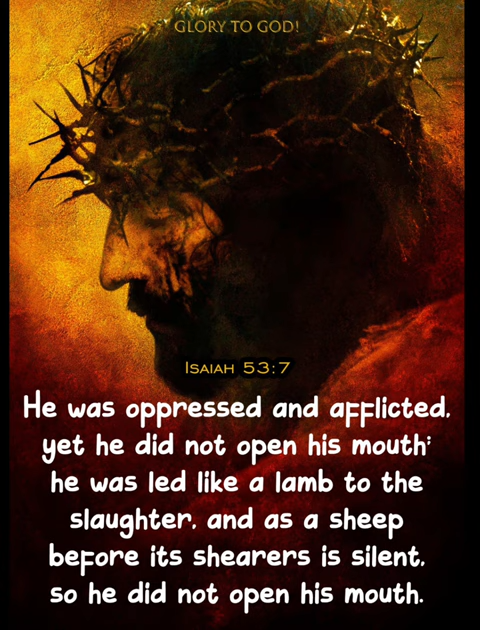 GLORY TO GOD!
ISAIAH 53:7
He was oppressed and afflicted,
yet he did not open his mouth;
he was led like a lamb to the
slaughter, and as a sheep
before its shearers is silent,
so he did not open his mouth.